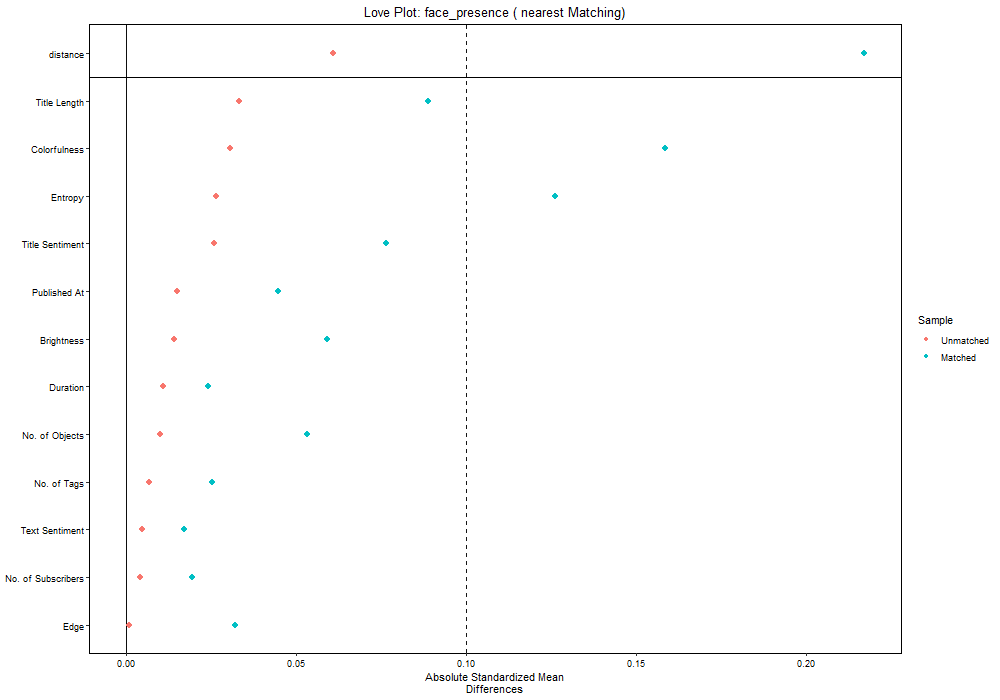 Love Plot: face_presence ( nearest Matching)
distance
Title Length
Colorfulness
Entropy
Title Sentiment
Published At
Brightness
Duration
No. of Objects
No. of Tags
Text Sentiment
No. of Subscribers
Edge
0.00 0.05 0.10 0.15 0.20
Absolute Standardized Mean
Differences
Sample
Unmatched
Matched